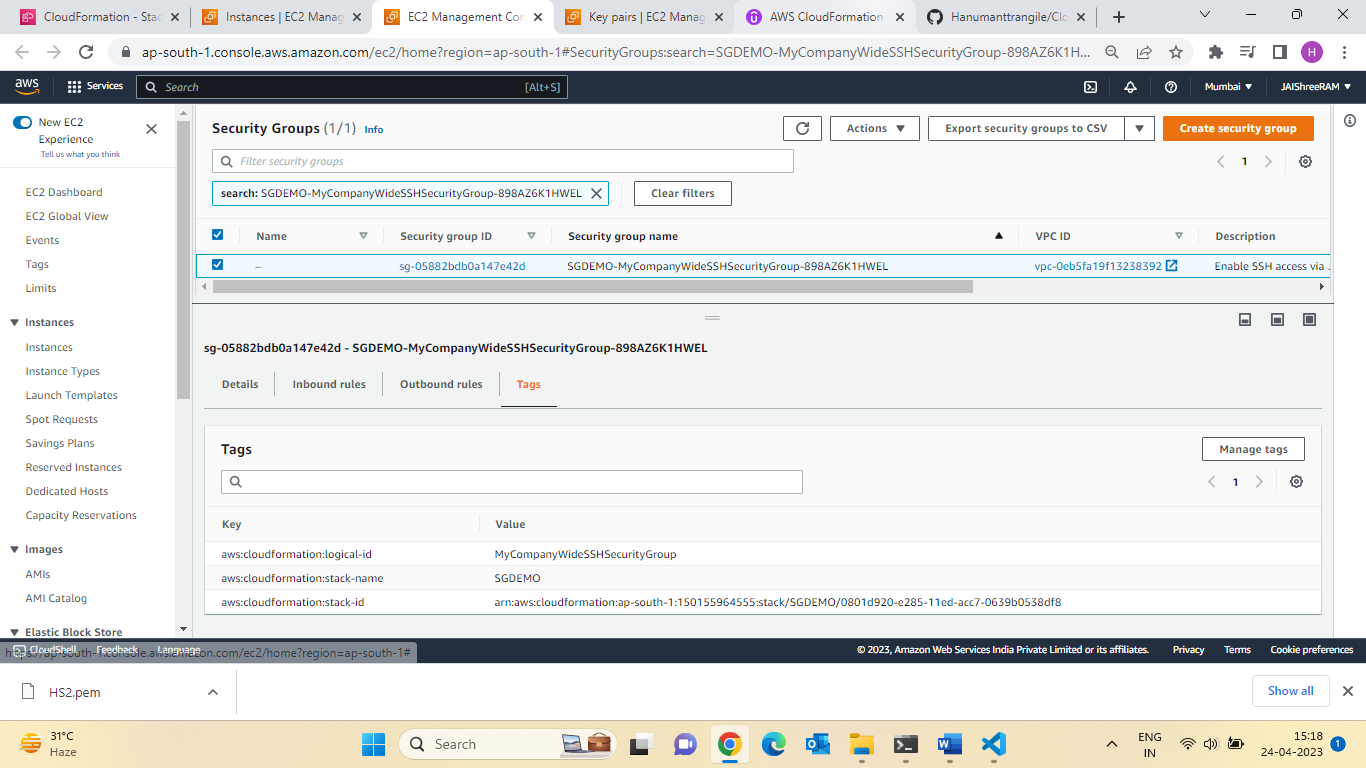 CloudFormation - Stac
Instances | EC2 Manag
EC2 Management Con
Key pairs | EC2 Manag
AWS CloudFormation
Hanumanttrangile/Clo
ap-south-1.console.aws.amazon.com/ec2/home?region=ap-south-1#SecurityGroups:search=SGDEMO-MyCompanyWideSSHSecurityGroup-898AZ6K1H...
H
aws
Services
Search
[Alt+S]
Mumbai
JAIShreeRAM
New EC2
Experience
Tell us what you think
EC2 Dashboard
EC2 Global View
Events
Tags
Limits
Instances
Instances
Instance Types
Launch Templates
Spot Requests
Savings Plans
Reserved Instances
Dedicated Hosts
Capacity Reservations
Images
AMIs
AMI Catalog
Elastic Block Store
Security Groups (1/1) Info
Actions
Export security groups to CSV
Create security group
Filter security groups
1
search: SGDEMO-MyCompanyWideSSHSecurityGroup-898AZ6K1HWEL
Clear filters
Name Security group ID Security group name VPC ID Description
– sg-05882bdb0a147e42d SGDEMO-MyCompanyWideSSHSecurityGroup-898AZ6K1HWEL vpc-0eb5fa19f13238392 Enable SSH access via .
sg-05882bdb0a147e42d - SGDEMO-MyCompanyWideSSHSecurityGroup-898AZ6K1HWEL
Details Inbound rules Outbound rules Tags
Tags
Manage tags
1
Key Value
aws:cloudformation:logical-id MyCompanyWideSSHSecurityGroup
aws:cloudformation:stack-name SGDEMO
aws:cloudformation:stack-id arn:aws:cloudformation:ap-south-1:150155964555:stack/SGDEMO/0801d920-e285-11ed-acc7-0639b0538df8
CloudShell Feedback Language
https://ap-south-1.console.aws.amazon.com/ec2/home?region=ap-south-1#
© 2023, Amazon Web Services India Private Limited or its affiliates. Privacy Terms Cookie preferences
HS2.pem
Show all
31°C
Haze
Search
ENG
IN
15:18
24-04-2023
1